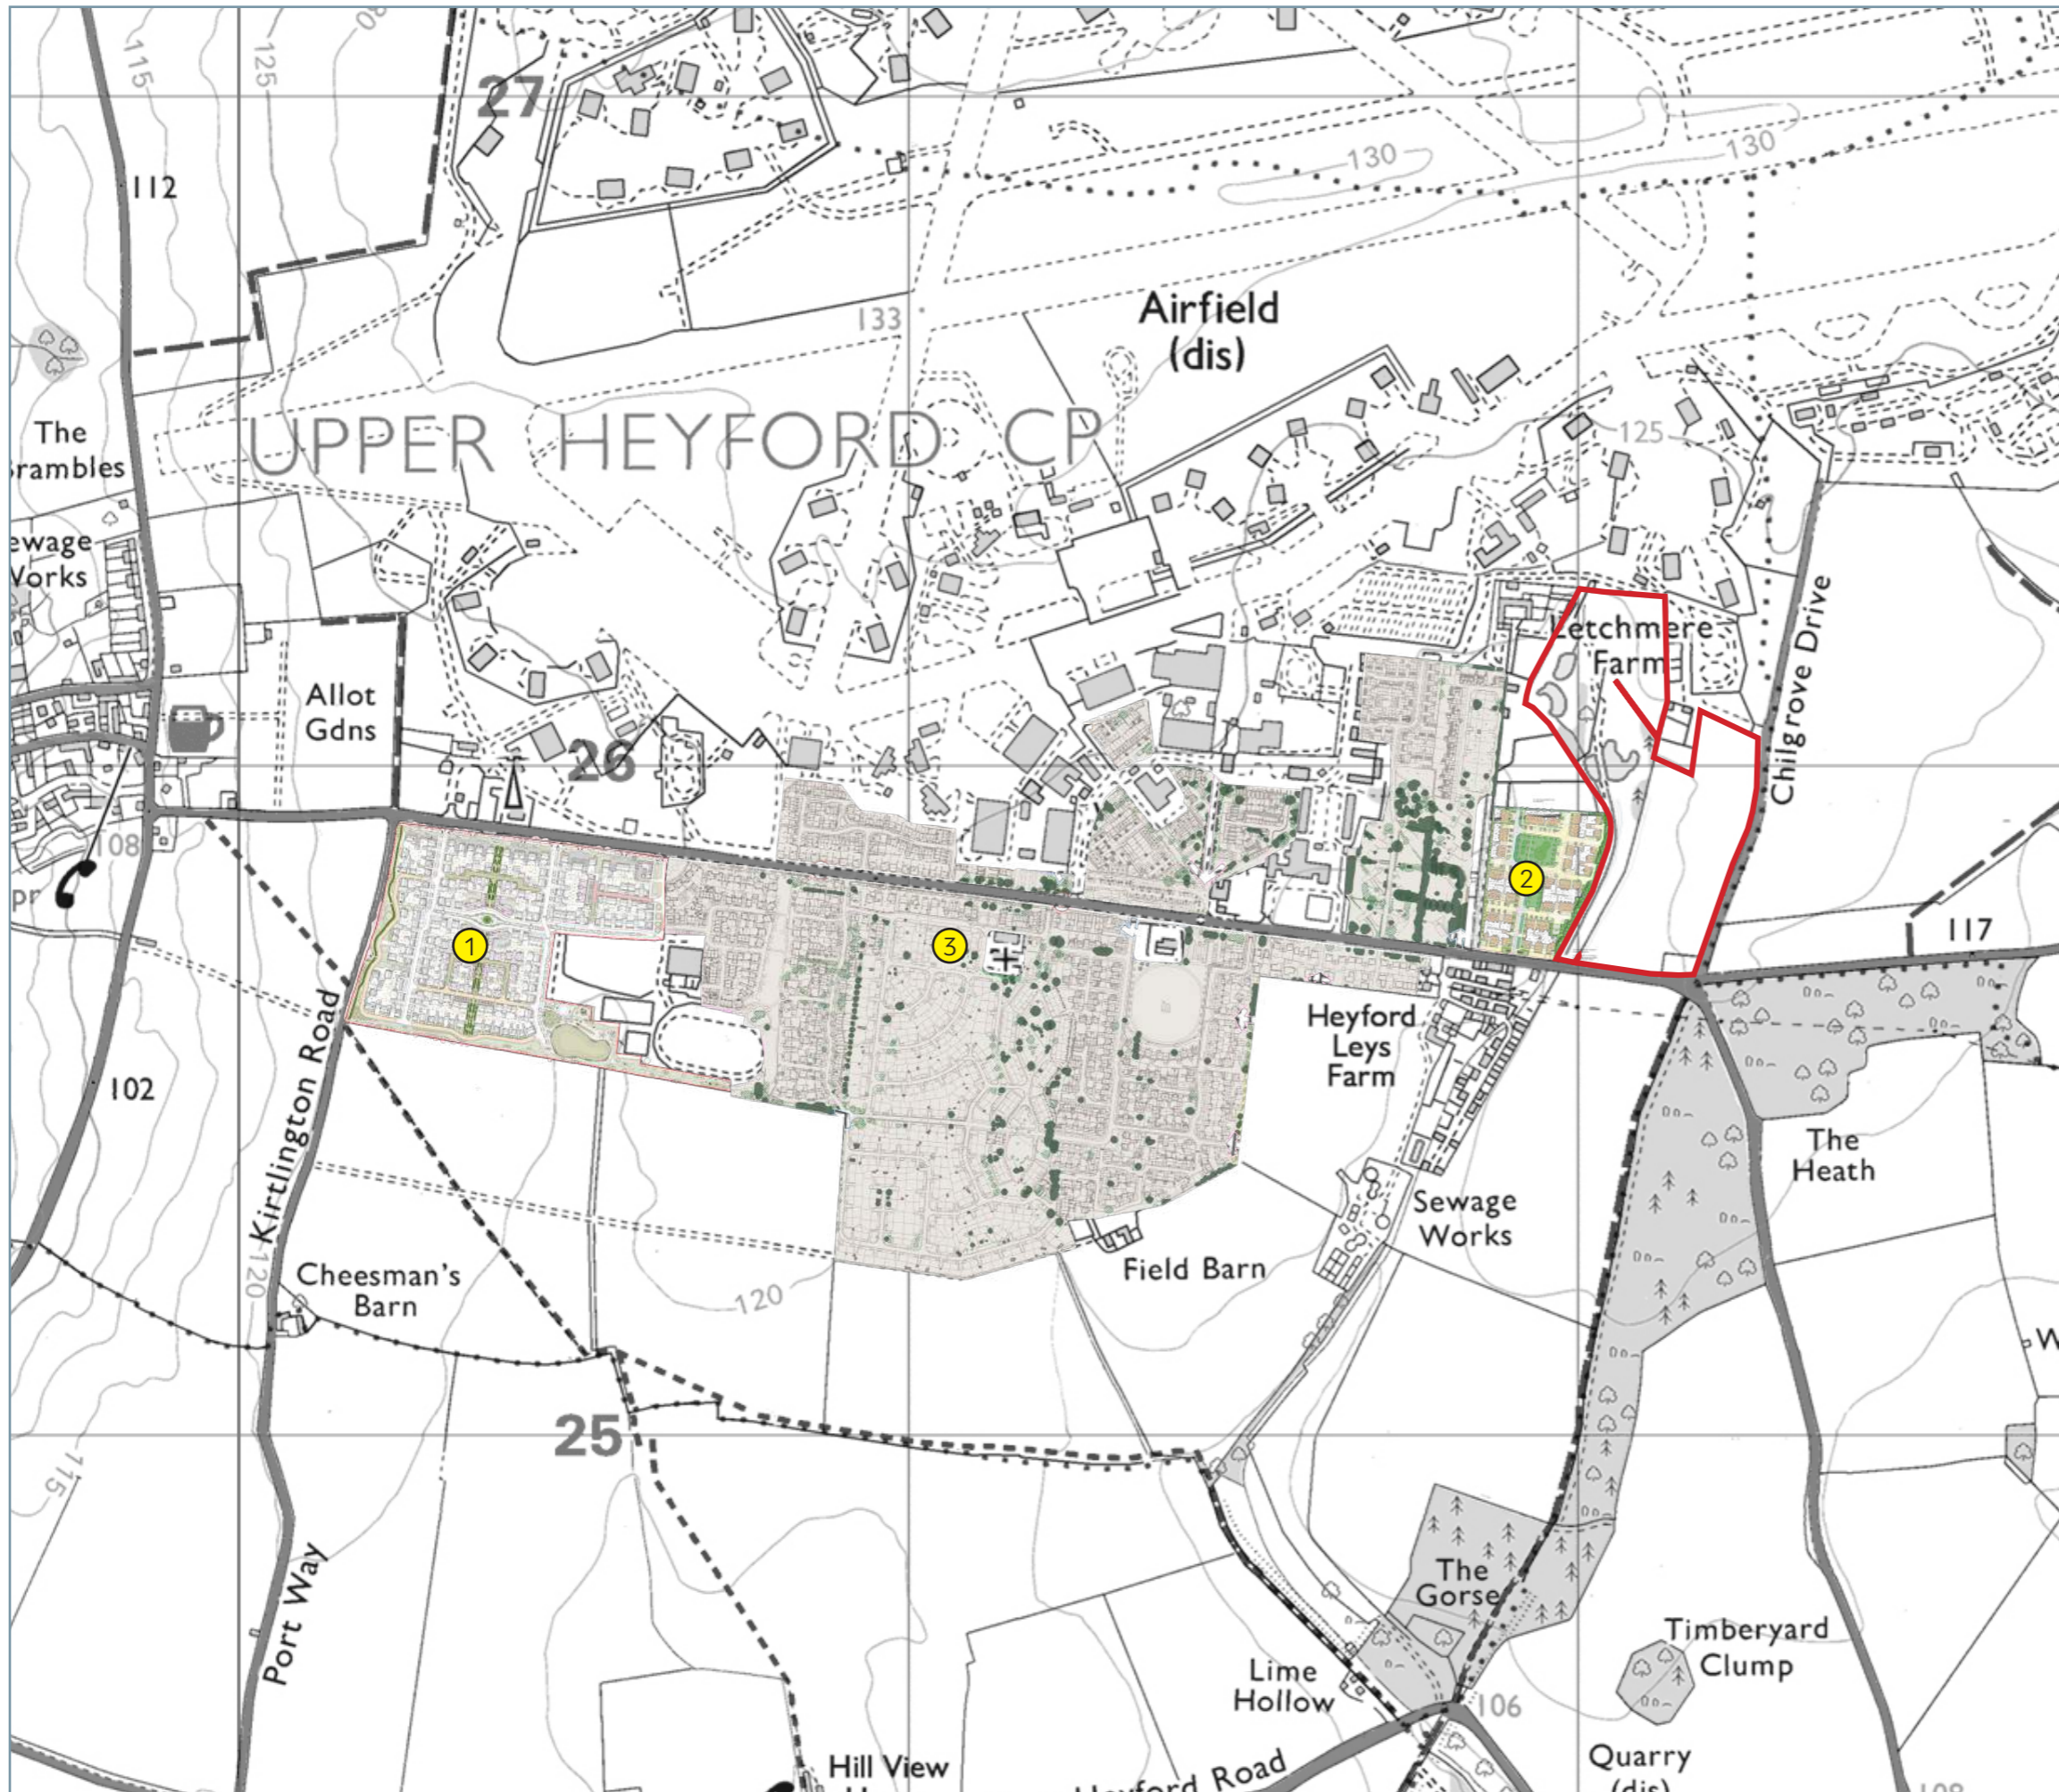 115
125
27
112
130
130
Airfield
(dis)
133
UPPER HEYFORD CP
The
125
Works
Letchmere
Farm
Chilgrove Drive
Allot
Gdns
26
108
2
1
3
117
Heyford
Leys
Farm
Kirtlington Road
102
The
Heath
Sewage
Works
Field Barn
120
Cheesman's
Barn
120
25
115
The
Gorse
Port Way
Timberyard
Clump
Lime
Hollow
106
Quarry
(dis)
Hill View
Heyford Road